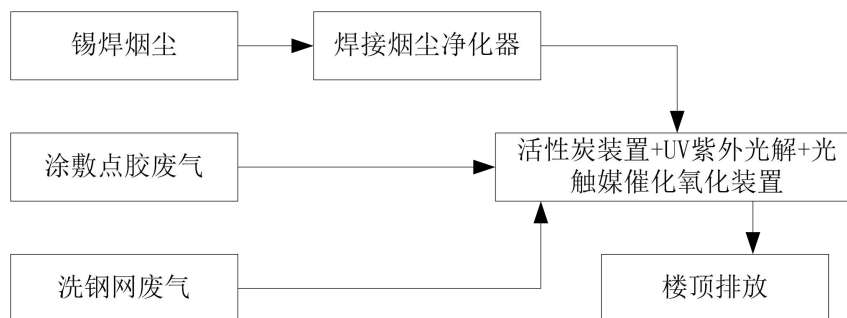 锡焊烟尘
焊接烟尘净化器
涂敷点胶废气
活性炭装置+UV紫外光解+光
触媒催化氧化装置
洗钢网废气
楼顶排放